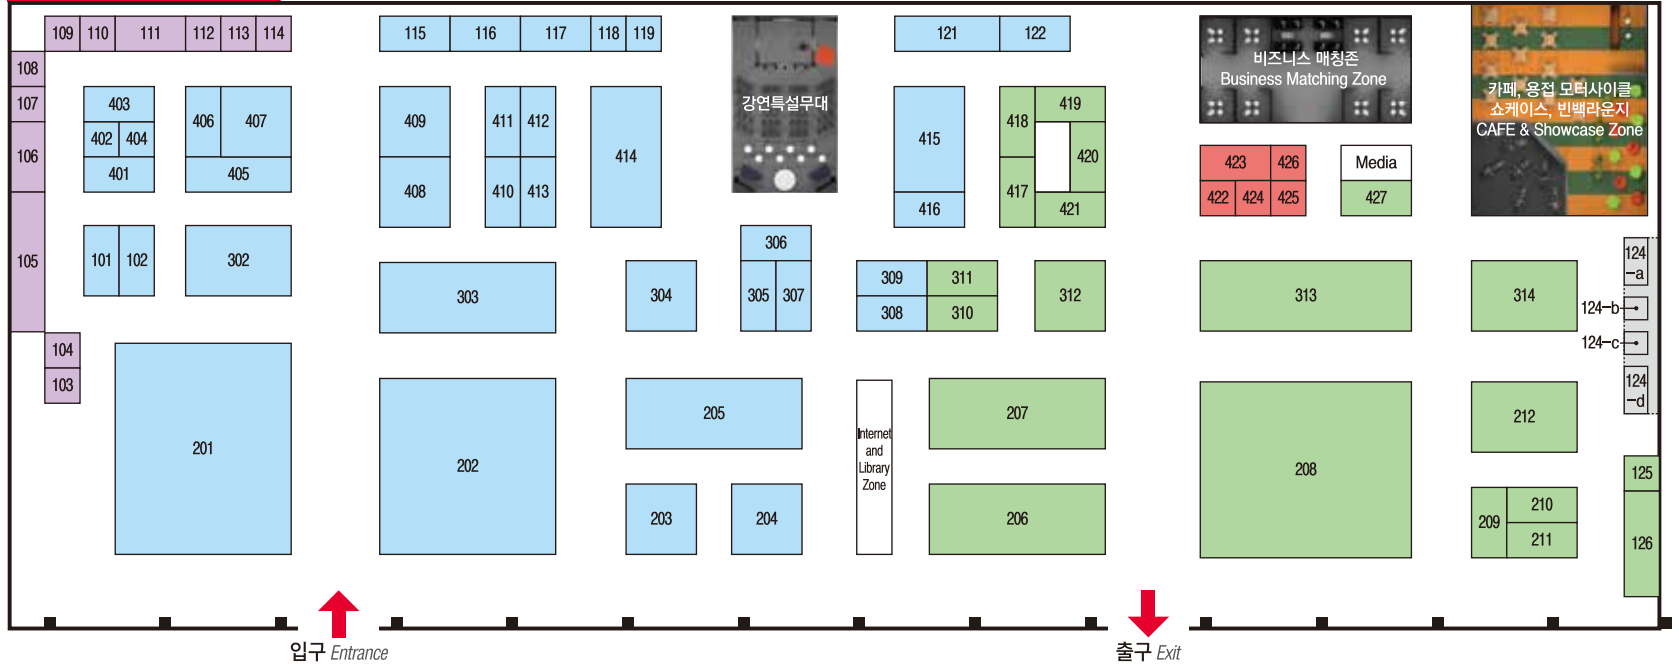 109 110 111 112 113 114
115 116 117 118 119
121 122
108
107
106
105
104
103
403
402 404
401
406 407
405
101 102
302
201
409
408
411 412
410 413
414
303
304
202
205
203
204
강연특설무대
306
305 307
415
416
418
417
419
420
421
309 311
308 310
312
Internet
and
Library
Zone
207
206
비즈니스 매칭존
Business Matching Zone
423 426
422 424 425
Media
427
313
208
카페, 용접 모터사이클
쇼케이스, 빈백라운지
CAFE & Showcase Zone
314
212
209
210
211
124
-a
124-b
124-c
124
-d
125
126
입구 Entrance
출구 Exit